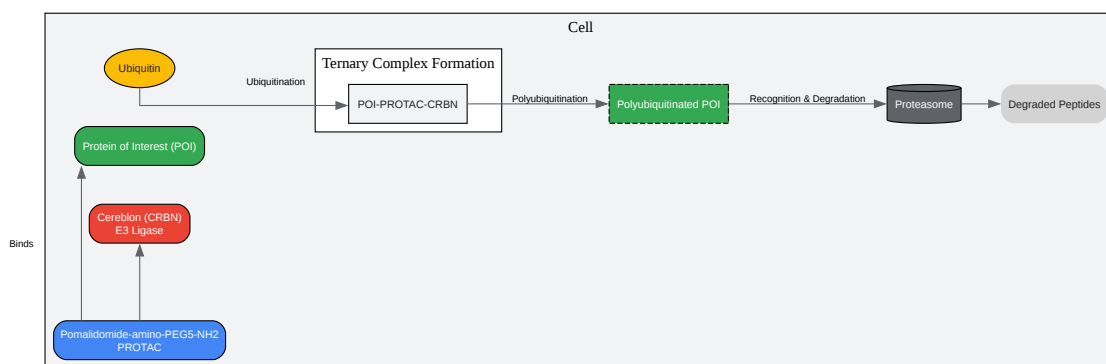 Cell
Ubiquitin
Ubiquitination
Ternary Complex Formation
POI-PROTAC-CRBN
Polyubiquitination
Polyubiquitinated POI
Recognition & Degradation
Proteasome
Degraded Peptides
Protein of Interest (POI)
Cereblon (CRBN)
E3 Ligase
Binds
Pomalidomide-amino-PEG5-NH2
PROTAC